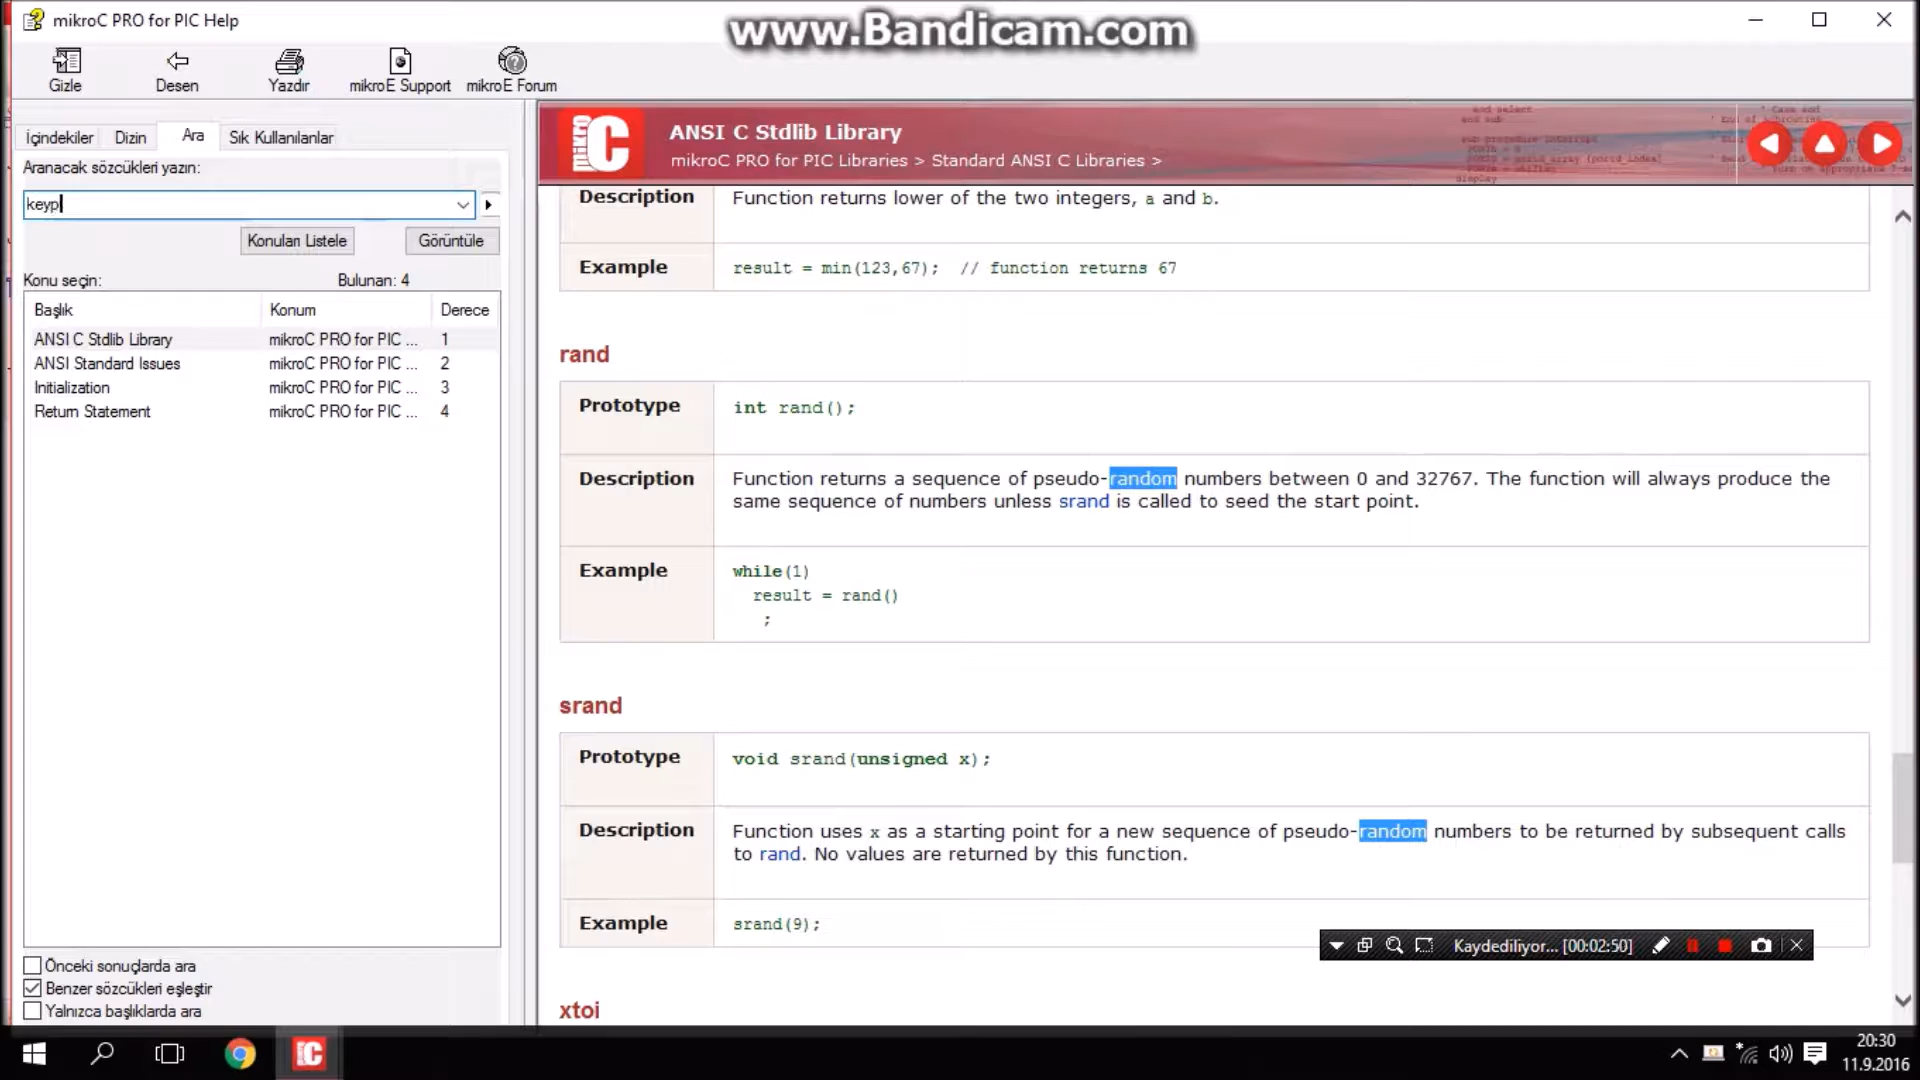 mikroC PRO for PIC Help
www.Bandicam.com
Gizle
Desen
Yazdır
mikroE Support
mikroE Forum
İçindekiler
Dizin
Ara
Sık Kullanılanlar
Aranacak sözcükleri yazın:
keyp
Konuları Listele
Görüntüle
Konu seçin:
Bulunan: 4
Başlık Konum Derece
ANSI C Stdlib Library mikroC PRO for PIC ... 1
ANSI Standard Issues mikroC PRO for PIC ... 2
Initialization mikroC PRO for PIC ... 3
Return Statement mikroC PRO for PIC ... 4
Önceki sonuçlarda ara
Benzer sözcükleri eşleştir
Yalnızca başlıklarda ara
mikro C
ANSI C Stdlib Library
mikroC PRO for PIC Libraries > Standard ANSI C Libraries >
Description Function returns lower of the two integers, a and b.
Example result = min(123,67); // function returns 67
rand
Prototype int rand();
Description Function returns a sequence of pseudo-random numbers between 0 and 32767. The function will always produce the
same sequence of numbers unless srand is called to seed the start point.
Example while(1)
result = rand()
;
srand
Prototype void srand(unsigned x);
Description Function uses x as a starting point for a new sequence of pseudo-random numbers to be returned by subsequent calls
to rand. No values are returned by this function.
Example srand(9);
xtoi
Kaydediliyor... [00:02:50]
20:30
11.9.2016